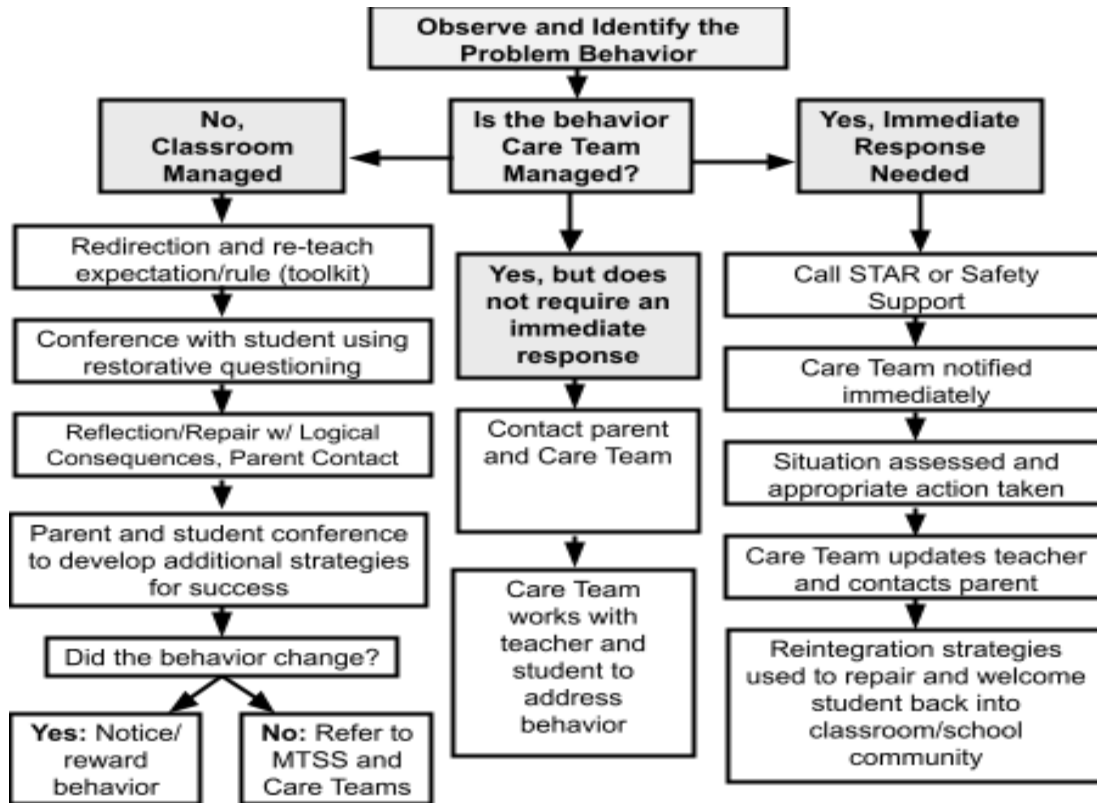 Observe and Identify the
Problem Behavior
No,
Classroom
Managed
Is the behavior
Care Team
Managed?
Yes, Immediate
Response
Needed
Redirection and re-teach
expectation/rule (toolkit)
Conference with student using
restorative questioning
Reflection/Repair w/ Logical
Consequences, Parent Contact
Parent and student conference
to develop additional strategies
for success
Did the behavior change?
Yes: Notice/
reward
behavior
No: Refer to
MTSS and
Care Teams
Yes, but does
not require an
immediate
response
Contact parent
and Care Team
Care Team
works with
teacher and
student to
address
behavior
Call STAR or Safety
Support
Care Team notified
immediately
Situation assessed and
appropriate action taken
Care Team updates teacher
and contacts parent
Reintegration strategies
used to repair and welcome
student back into
classroom/school
community